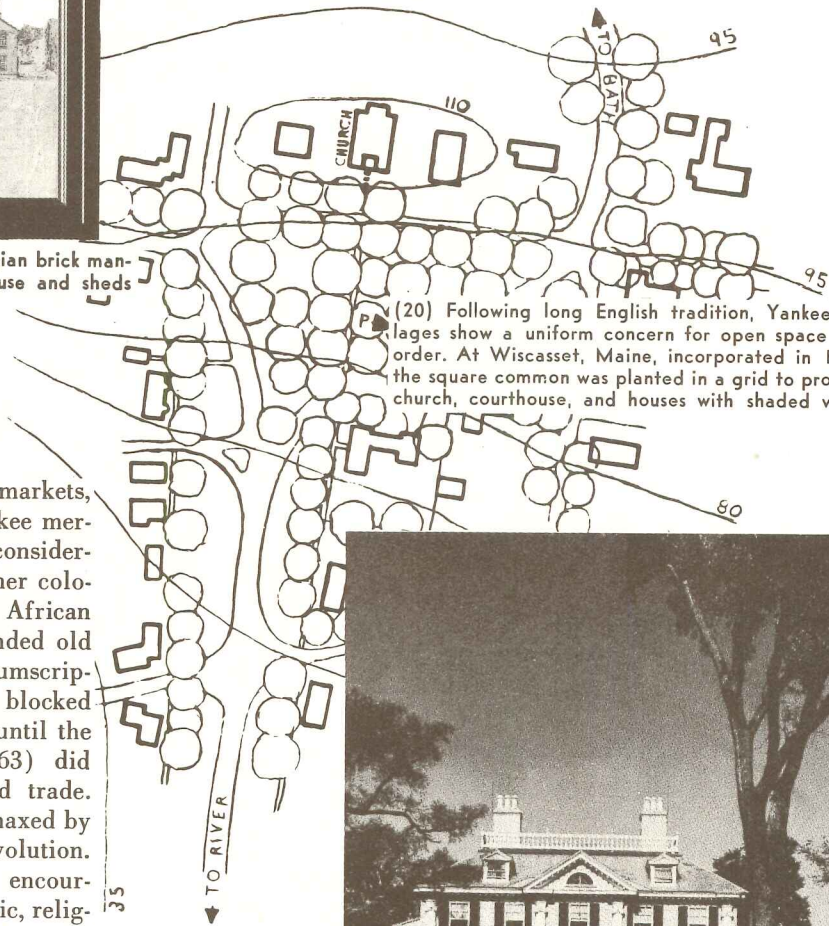 95
TO
BATH
110
CHURCH
ian brick man-
use and sheds
95
P
(20) Following long English tradition, Yankee
lages show a uniform concern for open space
order. At Wiscasset, Maine, incorporated in
the square common was planted in a grid to pro
church, courthouse, and houses with shaded
80
markets,
kee mer-
consider-
her colo-
African
nded old
umscrip-
blocked
until the
63) did
d trade.
naxed by
volution.
encour-
ic, relig-
TO RIVER
35